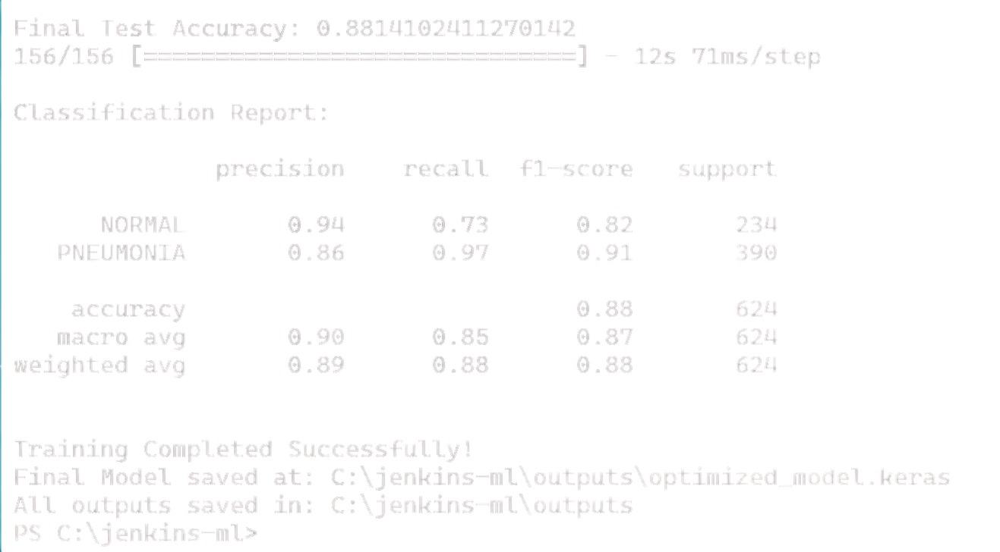 Final Test Accuracy: 0.8814102411270142
156/156 [==============================] - 12s 71ms/step
Classification Report:
precision recall f1-score support
NORMAL 0.94 0.73 0.82 234
PNEUMONIA 0.86 0.97 0.91 390
accuracy 0.88 624
macro avg 0.90 0.85 0.87 624
weighted avg 0.89 0.88 0.88 624
Training Completed Successfully!
Final Model saved at: C:\jenkins-ml\outputs\optimized_model.keras
All outputs saved in: C:\jenkins-ml\outputs
PS C:\jenkins-ml>